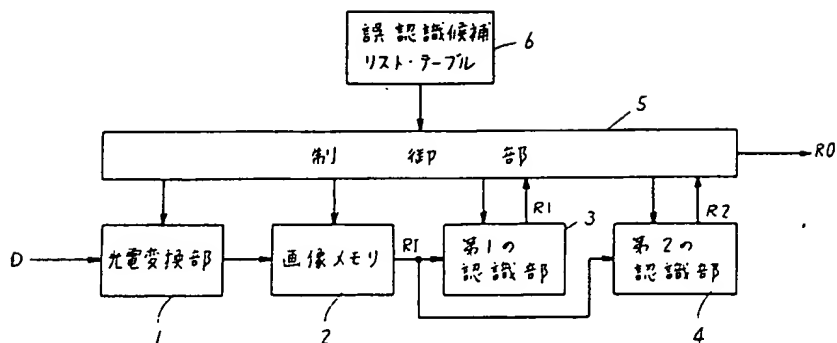 誤認識候補
リスト・テーブル
6
5
制御部
R0
R1
3
R2
D
光電変換部
画像メモリ
RI
第1の
認識部
第2の
認識部
1
2
4